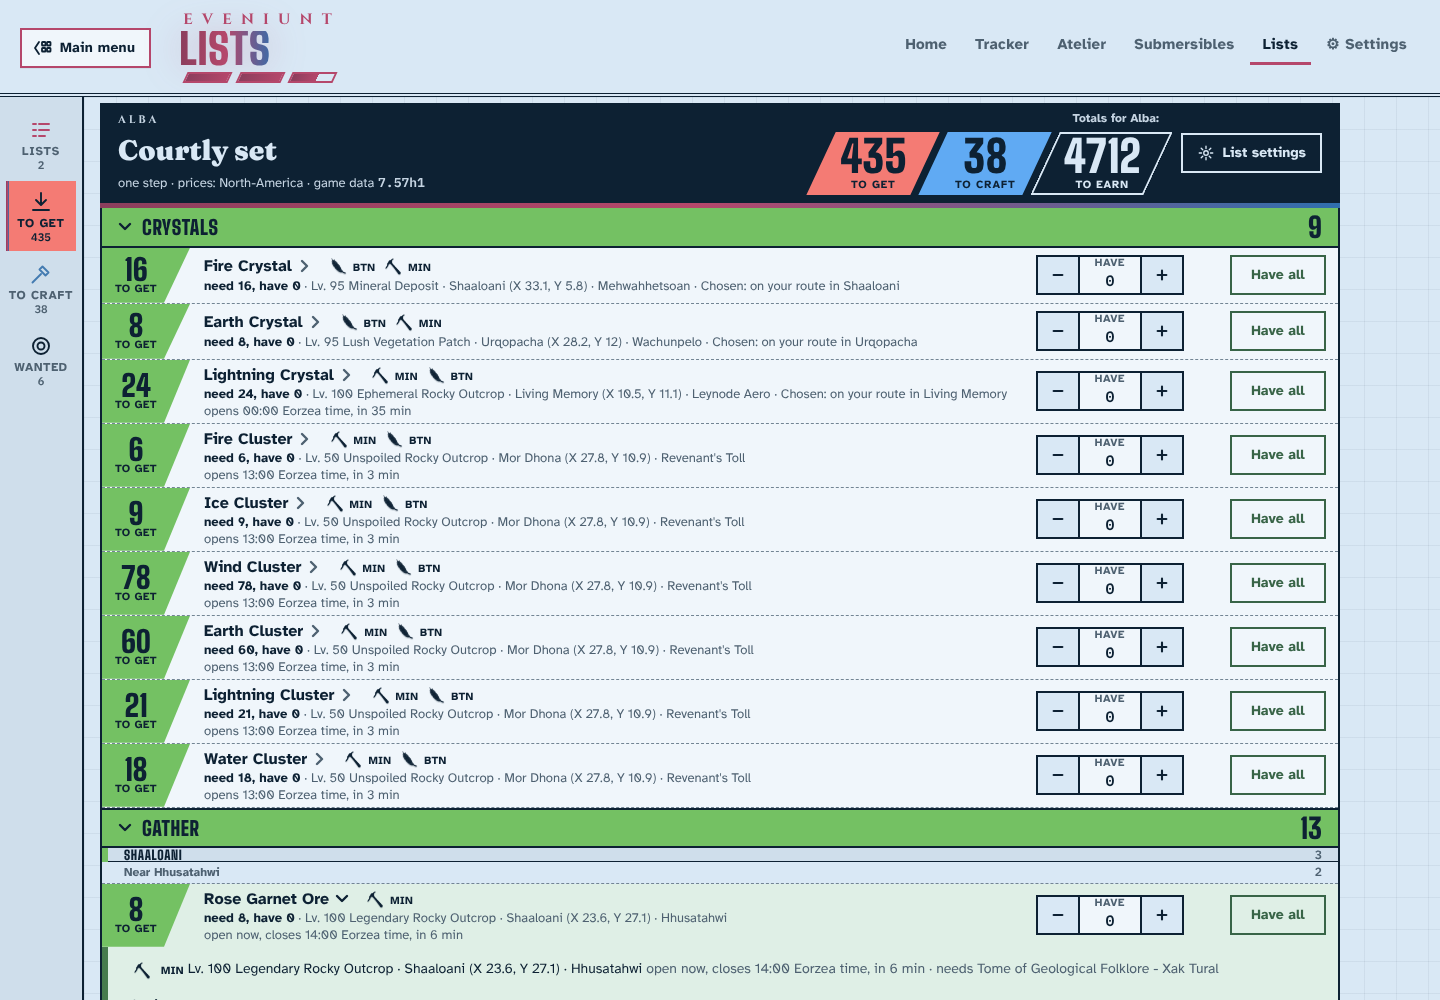 Main menu
EVENIUNT
LISTS
Home
Tracker
Atelier
Submersibles
Lists
Settings
LISTS
2
TO GET
435
TO CRAFT
38
WANTED
6
ALBA
Courtly set
one step · prices: North-America · game data 7.57h1
Totals for Alba:
435
TO GET
38
TO CRAFT
4712
TO EARN
List settings
CRYSTALS
9
16
TO GET
Fire Crystal BTN MIN
need 16, have 0 · Lv. 95 Mineral Deposit · Shaaloani (X 33.1, Y 5.8) · Mehwahhetsoan · Chosen: on your route in Shaaloani
− HAVE 0 +
Have all
8
TO GET
Earth Crystal BTN MIN
need 8, have 0 · Lv. 95 Lush Vegetation Patch · Urqopacha (X 28.2, Y 12) · Wachunpelo · Chosen: on your route in Urqopacha
− HAVE 0 +
Have all
24
TO GET
Lightning Crystal MIN BTN
need 24, have 0 · Lv. 100 Ephemeral Rocky Outcrop · Living Memory (X 10.5, Y 11.1) · Leynode Aero · Chosen: on your route in Living Memory
opens 00:00 Eorzea time, in 35 min
− HAVE 0 +
Have all
6
TO GET
Fire Cluster MIN BTN
need 6, have 0 · Lv. 50 Unspoiled Rocky Outcrop · Mor Dhona (X 27.8, Y 10.9) · Revenant's Toll
opens 13:00 Eorzea time, in 3 min
− HAVE 0 +
Have all
9
TO GET
Ice Cluster MIN BTN
need 9, have 0 · Lv. 50 Unspoiled Rocky Outcrop · Mor Dhona (X 27.8, Y 10.9) · Revenant's Toll
opens 13:00 Eorzea time, in 3 min
− HAVE 0 +
Have all
78
TO GET
Wind Cluster MIN BTN
need 78, have 0 · Lv. 50 Unspoiled Rocky Outcrop · Mor Dhona (X 27.8, Y 10.9) · Revenant's Toll
opens 13:00 Eorzea time, in 3 min
− HAVE 0 +
Have all
60
TO GET
Earth Cluster MIN BTN
need 60, have 0 · Lv. 50 Unspoiled Rocky Outcrop · Mor Dhona (X 27.8, Y 10.9) · Revenant's Toll
opens 13:00 Eorzea time, in 3 min
− HAVE 0 +
Have all
21
TO GET
Lightning Cluster MIN BTN
need 21, have 0 · Lv. 50 Unspoiled Rocky Outcrop · Mor Dhona (X 27.8, Y 10.9) · Revenant's Toll
opens 13:00 Eorzea time, in 3 min
− HAVE 0 +
Have all
18
TO GET
Water Cluster MIN BTN
need 18, have 0 · Lv. 50 Unspoiled Rocky Outcrop · Mor Dhona (X 27.8, Y 10.9) · Revenant's Toll
opens 13:00 Eorzea time, in 3 min
− HAVE 0 +
Have all
GATHER
13
SHAALOANI
3
Near Hhusatahwi
2
8
TO GET
Rose Garnet Ore MIN
need 8, have 0 · Lv. 100 Legendary Rocky Outcrop · Shaaloani (X 23.6, Y 27.1) · Hhusatahwi
open now, closes 14:00 Eorzea time, in 6 min
− HAVE 0 +
Have all
MIN Lv. 100 Legendary Rocky Outcrop · Shaaloani (X 23.6, Y 27.1) · Hhusatahwi open now, closes 14:00 Eorzea time, in 6 min · needs Tome of Geological Folklore - Xak Tural